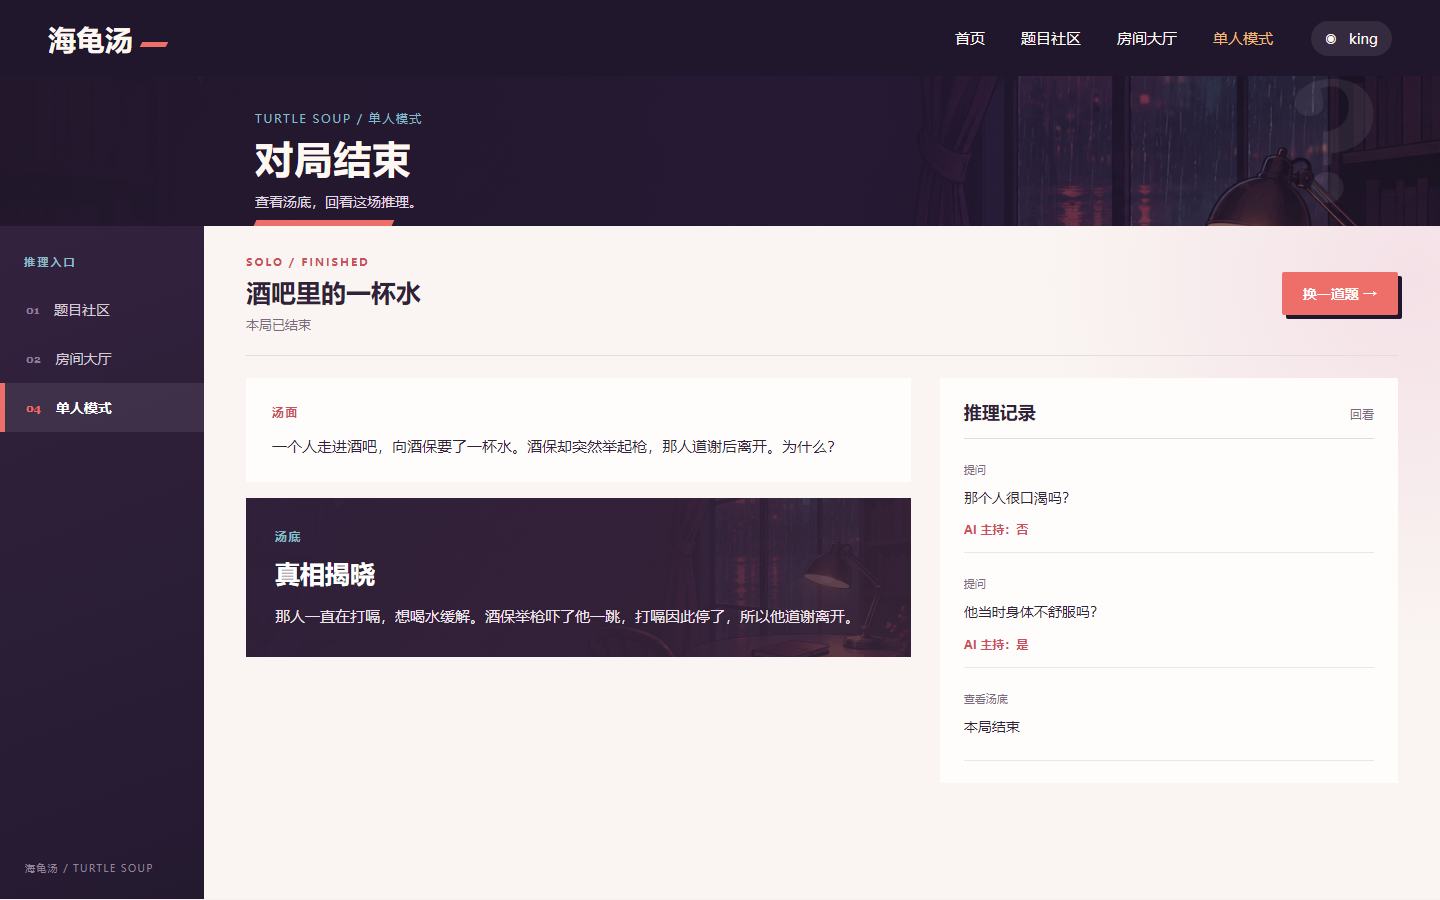 海龟汤
首页
题目社区
房间大厅
单人模式
◉ king
TURTLE SOUP / 单人模式
对局结束
查看汤底，回看这场推理。
?
推理入口
01 题目社区
02 房间大厅
04 单人模式
海龟汤 / TURTLE SOUP
SOLO / FINISHED
酒吧里的一杯水
本局已结束
换一道题 →
汤面
一个人走进酒吧，向酒保要了一杯水。酒保却突然举起枪，那人道谢后离开。为什么？
汤底
真相揭晓
那人一直在打嗝，想喝水缓解。酒保举枪吓了他一跳，打嗝因此停了，所以他道谢离开。
推理记录
回看
提问
那个人很口渴吗？
AI 主持：否
提问
他当时身体不舒服吗？
AI 主持：是
查看汤底
本局结束